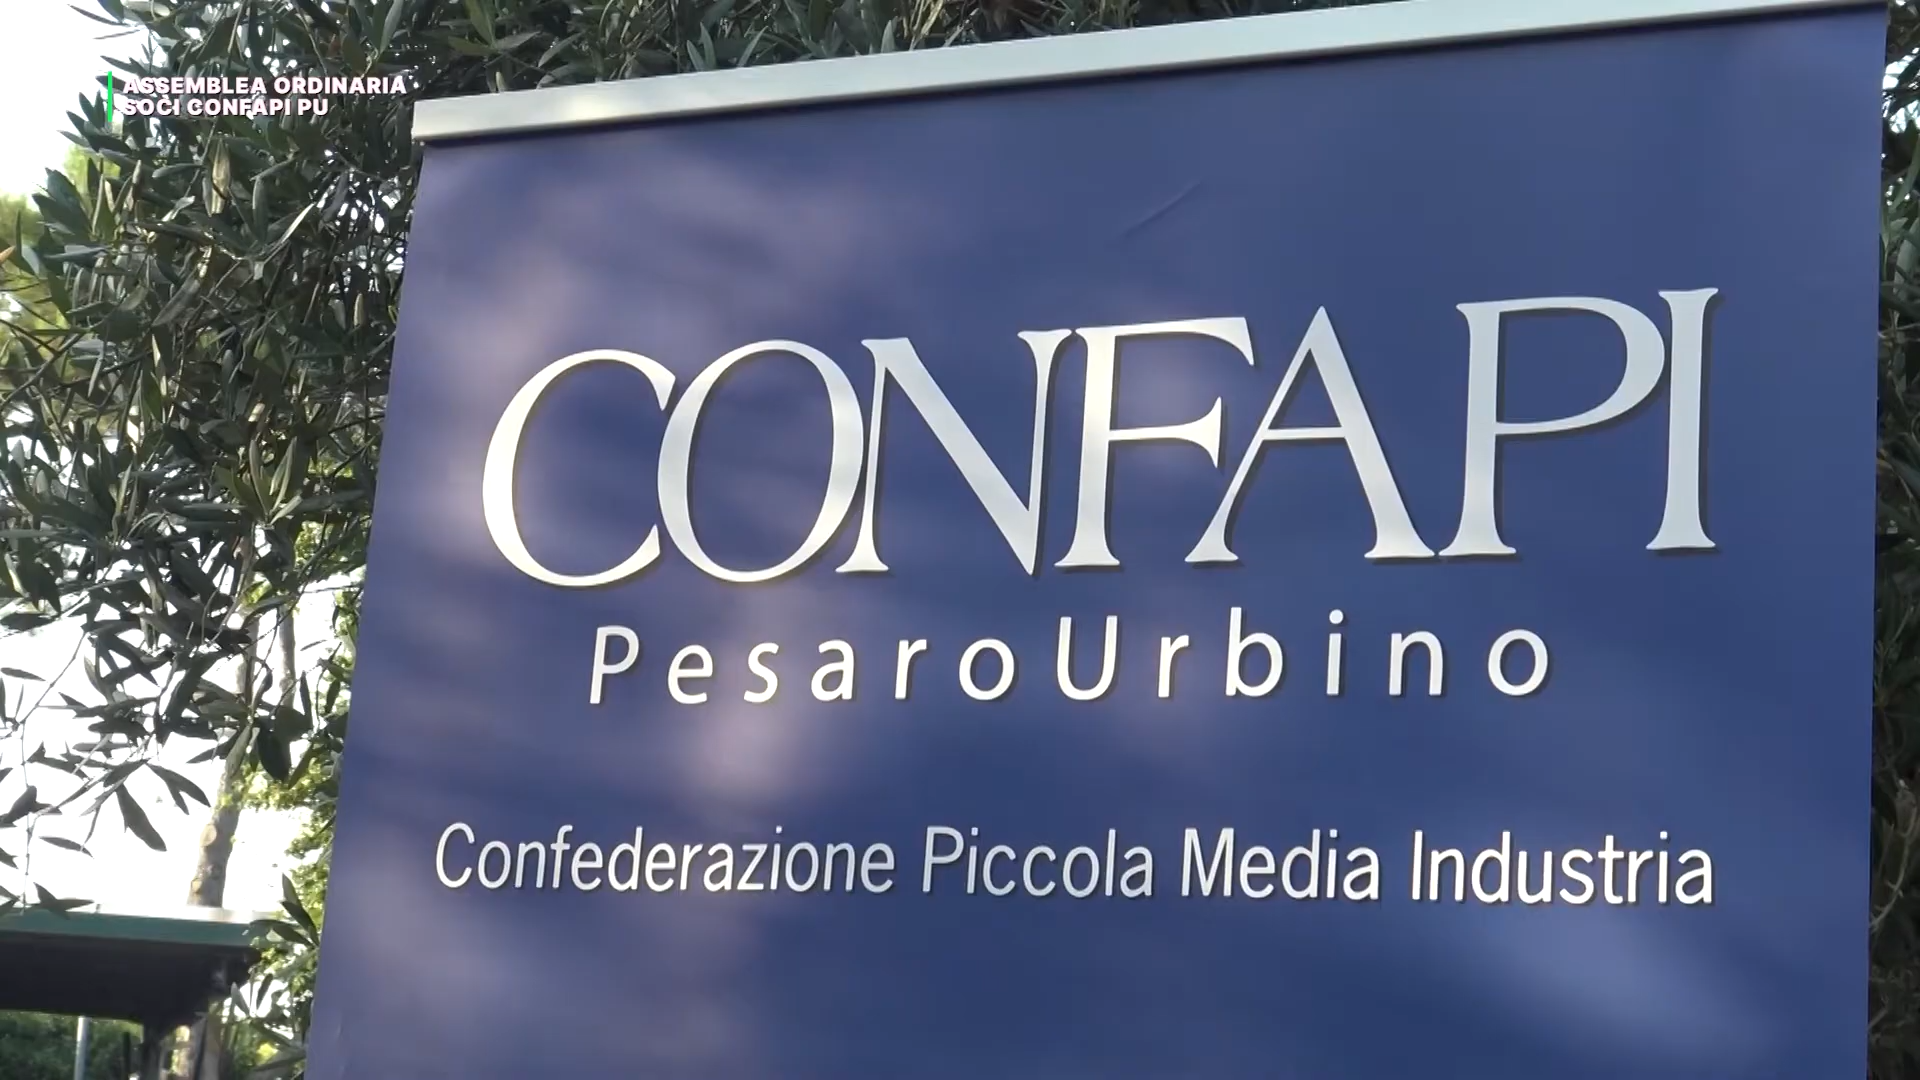 ASSEMBLEA ORDINARIA
SOCI CONFAPI PU
CONFAPI
PesaroUrbino
Confederazione Piccola Media Industria